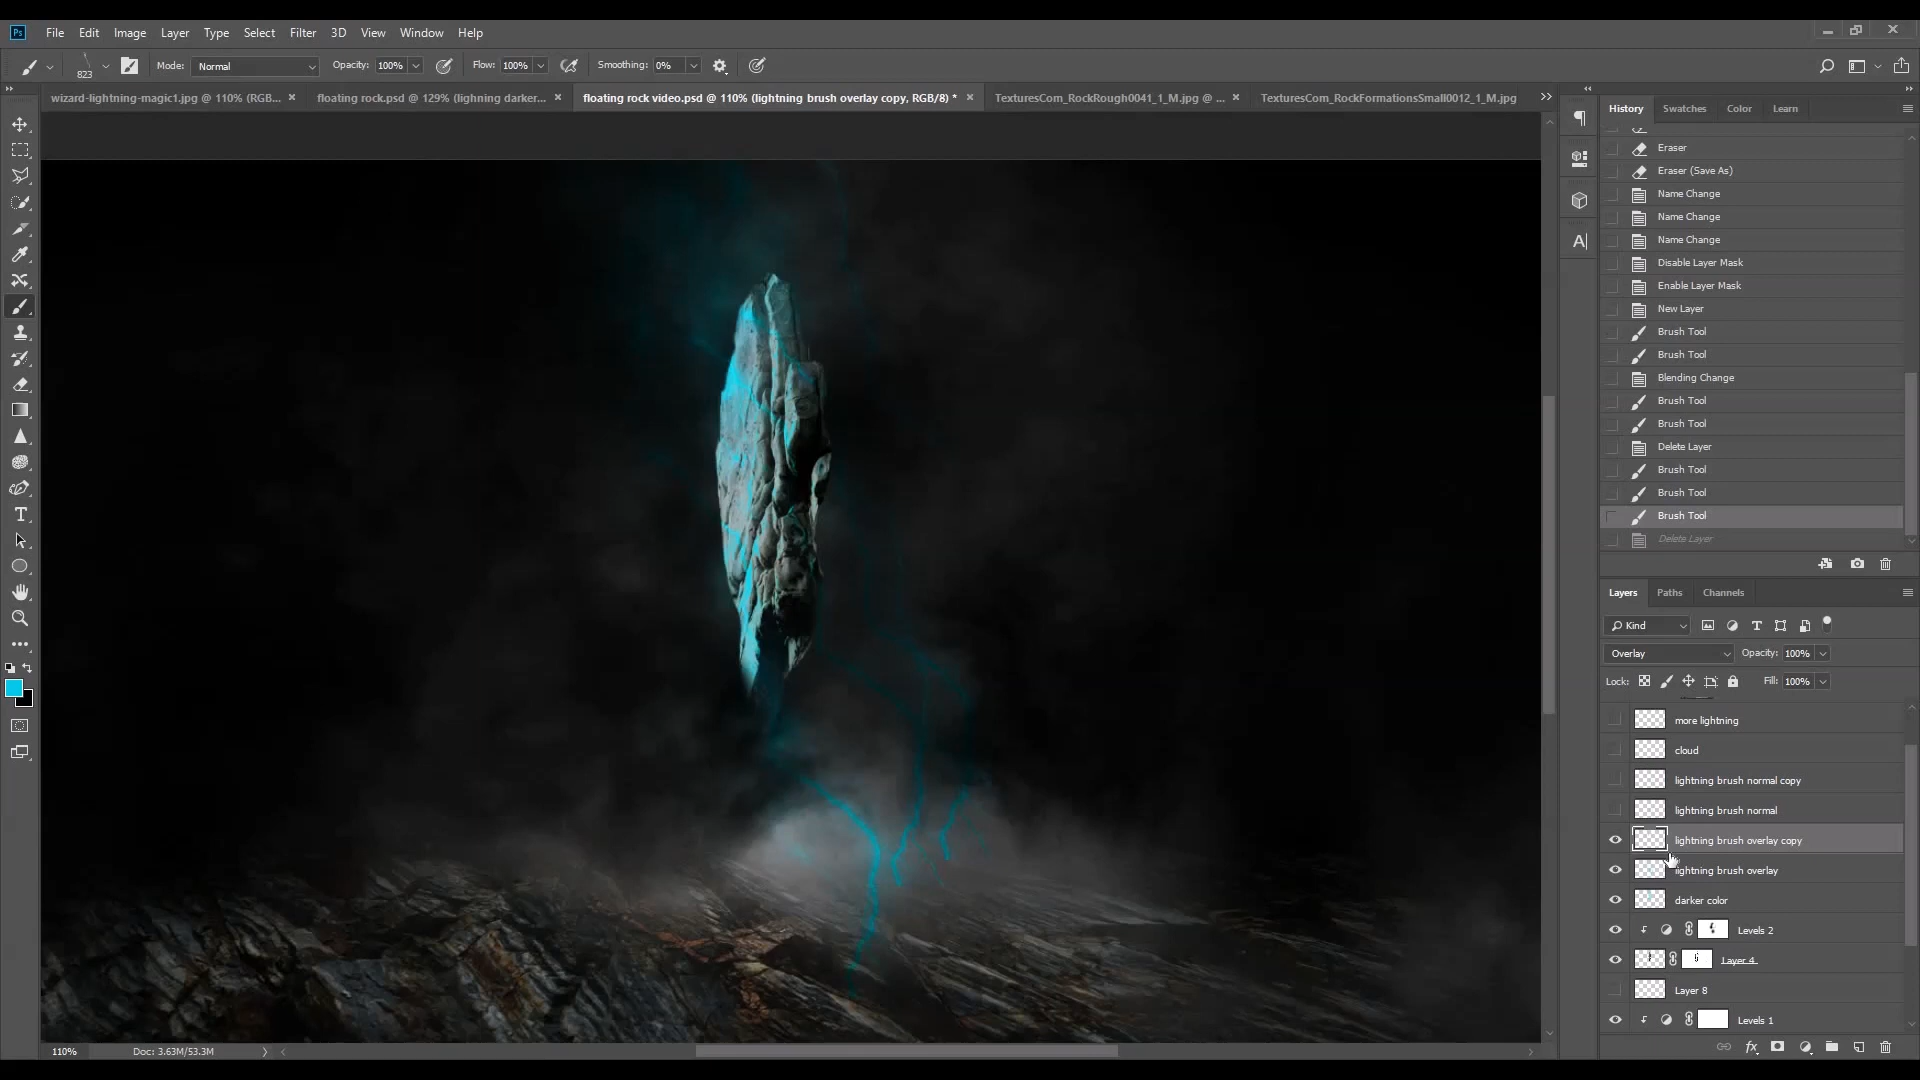 Ps File Edit Image Layer Type Select Filter 3D View Window Help
823 Mode: Normal Opacity: 100% Flow: 100% Smoothing: 0%
wizard-lightning-magic1.jpg @ 110% (RGB... × floating rock.psd @ 129% (lighning darker... × floating rock video.psd @ 110% (lightning brush overlay copy, RGB/8) * × TexturesCom_RockRough0041_1_M.jpg @ ... × TexturesCom_RockFormationsSmall0012_1_M.jpg
History Swatches Color Learn
Eraser
Eraser (Save As)
Name Change
Name Change
Name Change
Disable Layer Mask
Enable Layer Mask
New Layer
Brush Tool
Brush Tool
Blending Change
Brush Tool
Brush Tool
Delete Layer
Brush Tool
Brush Tool
Brush Tool
Delete Layer
Layers Paths Channels
Kind
Overlay Opacity: 100%
Lock: Fill: 100%
more lightning
cloud
lightning brush normal copy
lightning brush normal
lightning brush overlay copy
lightning brush overlay
darker color
Levels 2
Layer 4
Layer 8
Levels 1
110% Doc: 3.63M/53.3M